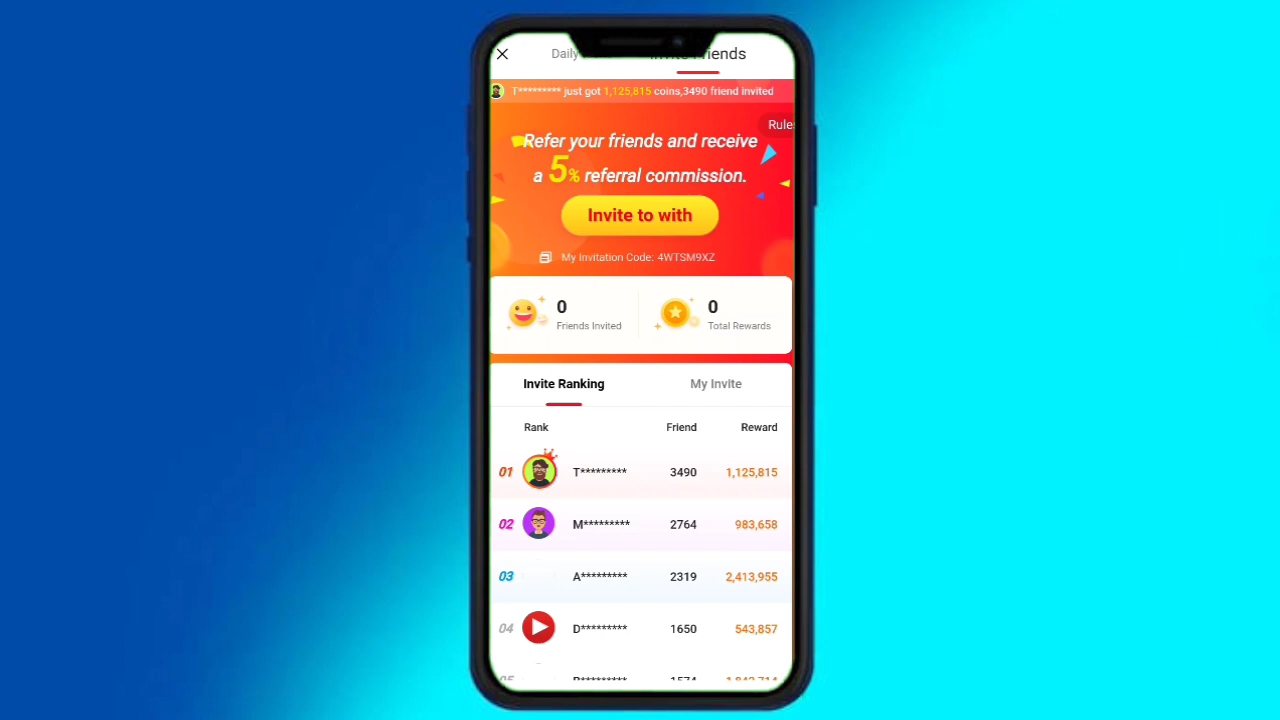 Daily
Friends
T********* just got 1,125,815 coins,3490 friend invited
Rule
Refer your friends and receive
a 5% referral commission.
Invite to with
My Invitation Code: 4WTSM9XZ
0
Friends Invited
0
Total Rewards
Invite Ranking
My Invite
Rank Friend Reward
01 T********* 3490 1,125,815
02 M********* 2764 983,658
03 A********* 2319 2,413,955
04 D********* 1650 543,857